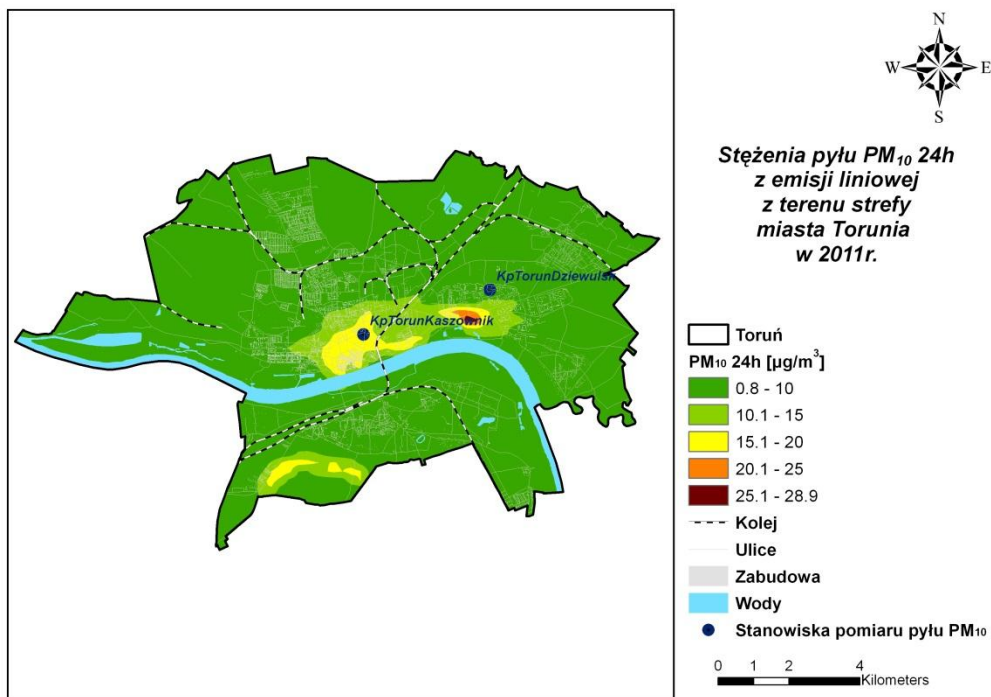 N
W E
S
Stężenia pyłu PM₁₀ 24h
z emisji liniowej
z terenu strefy
miasta Torunia
w 2011r.
KpTorunDziewulsk
KpTorunKaszownik
Toruń
PM₁₀ 24h [µg/m³]
0.8 - 10
10.1 - 15
15.1 - 20
20.1 - 25
25.1 - 28.9
Kolej
Ulice
Zabudowa
Wody
Stanowiska pomiaru pyłu PM₁₀
0 1 2 4
Kilometers